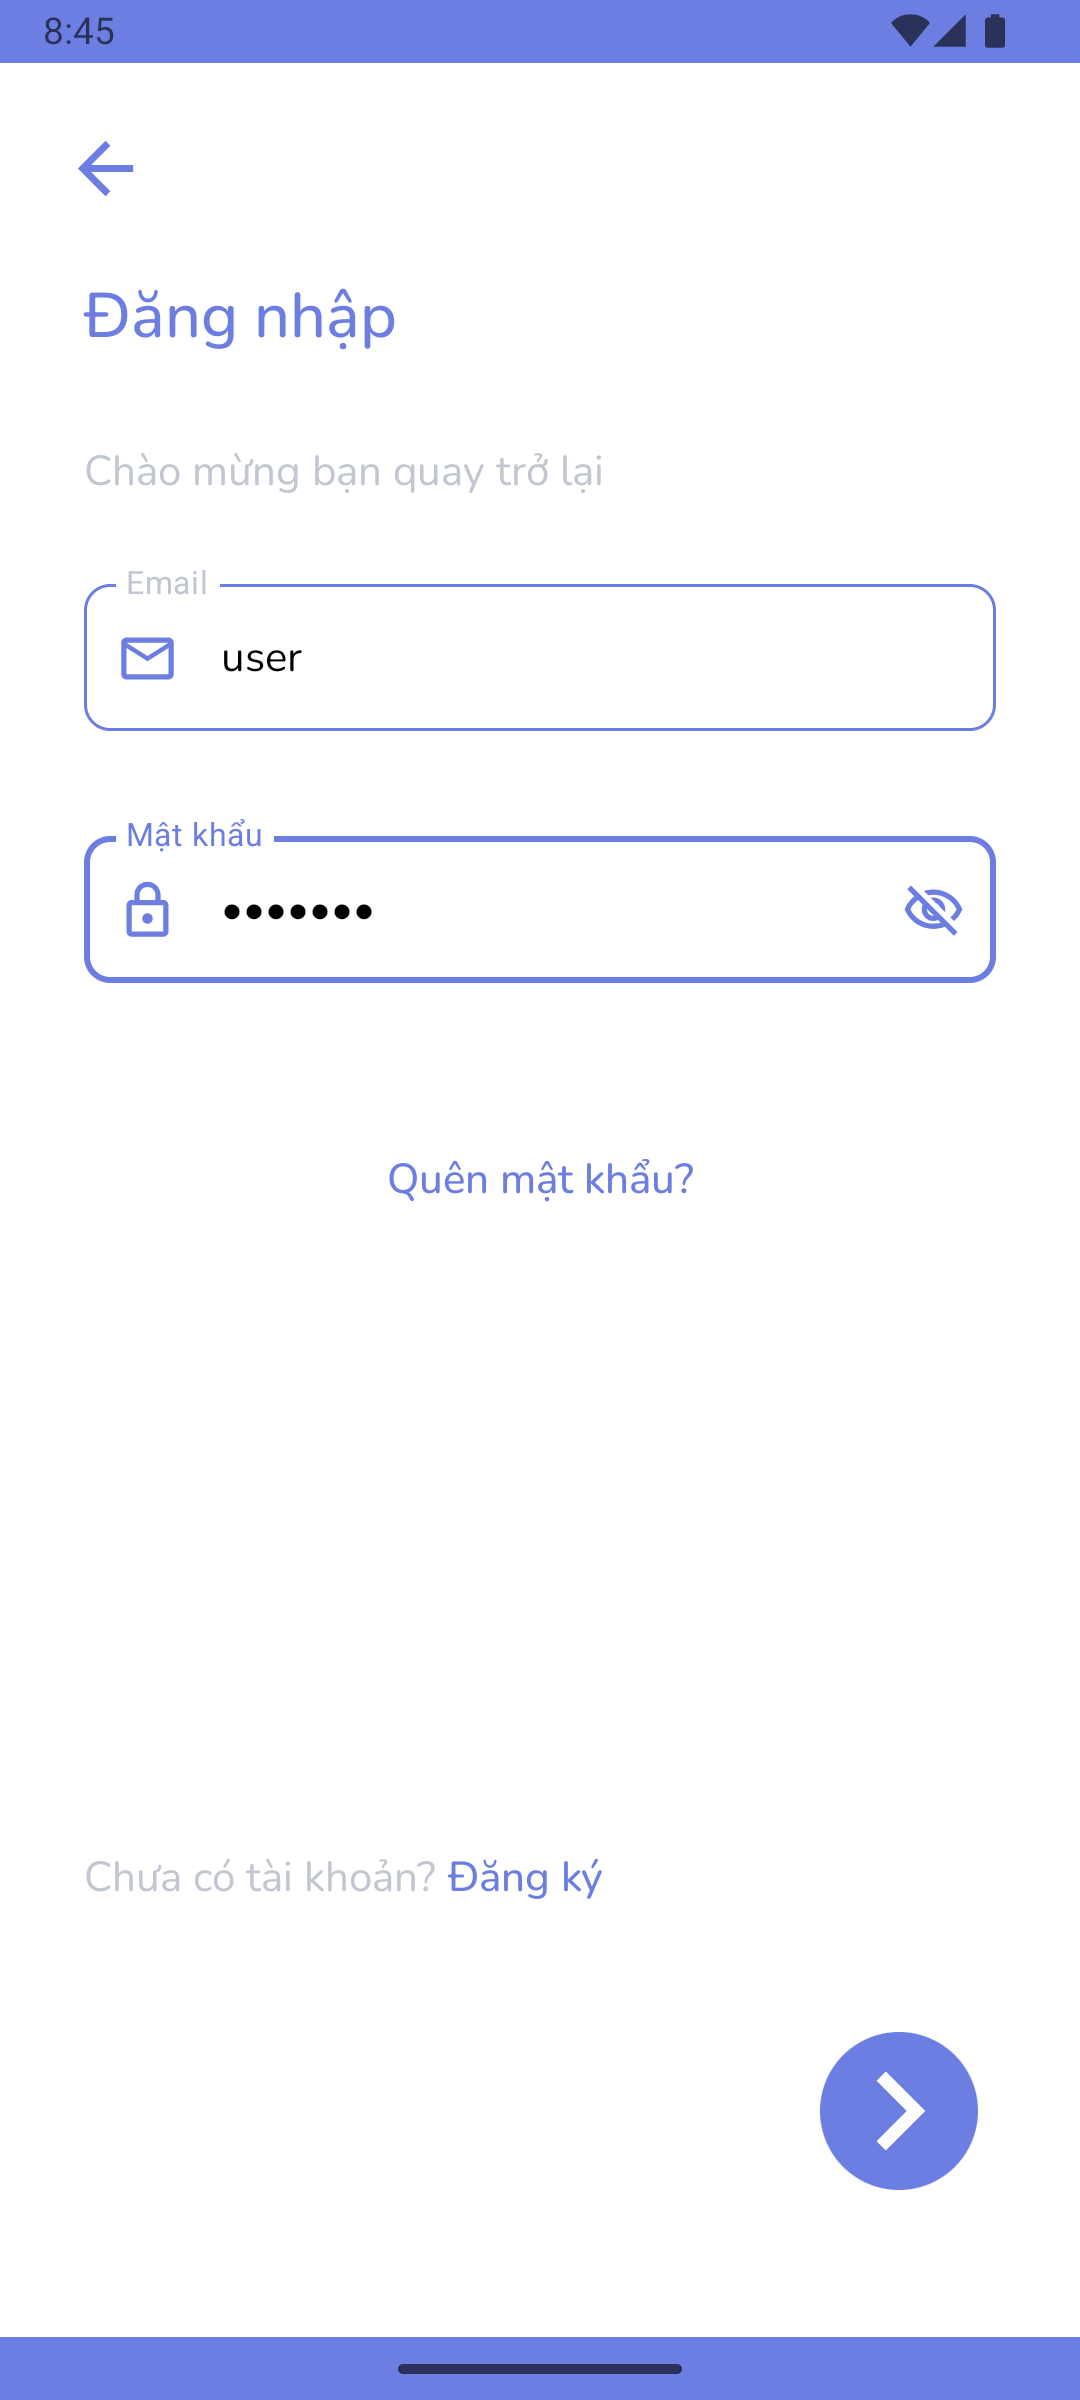 8:45
Đăng nhập
Chào mừng bạn quay trở lại
Email
user
Mật khẩu
•••••••
Quên mật khẩu?
Chưa có tài khoản? Đăng ký